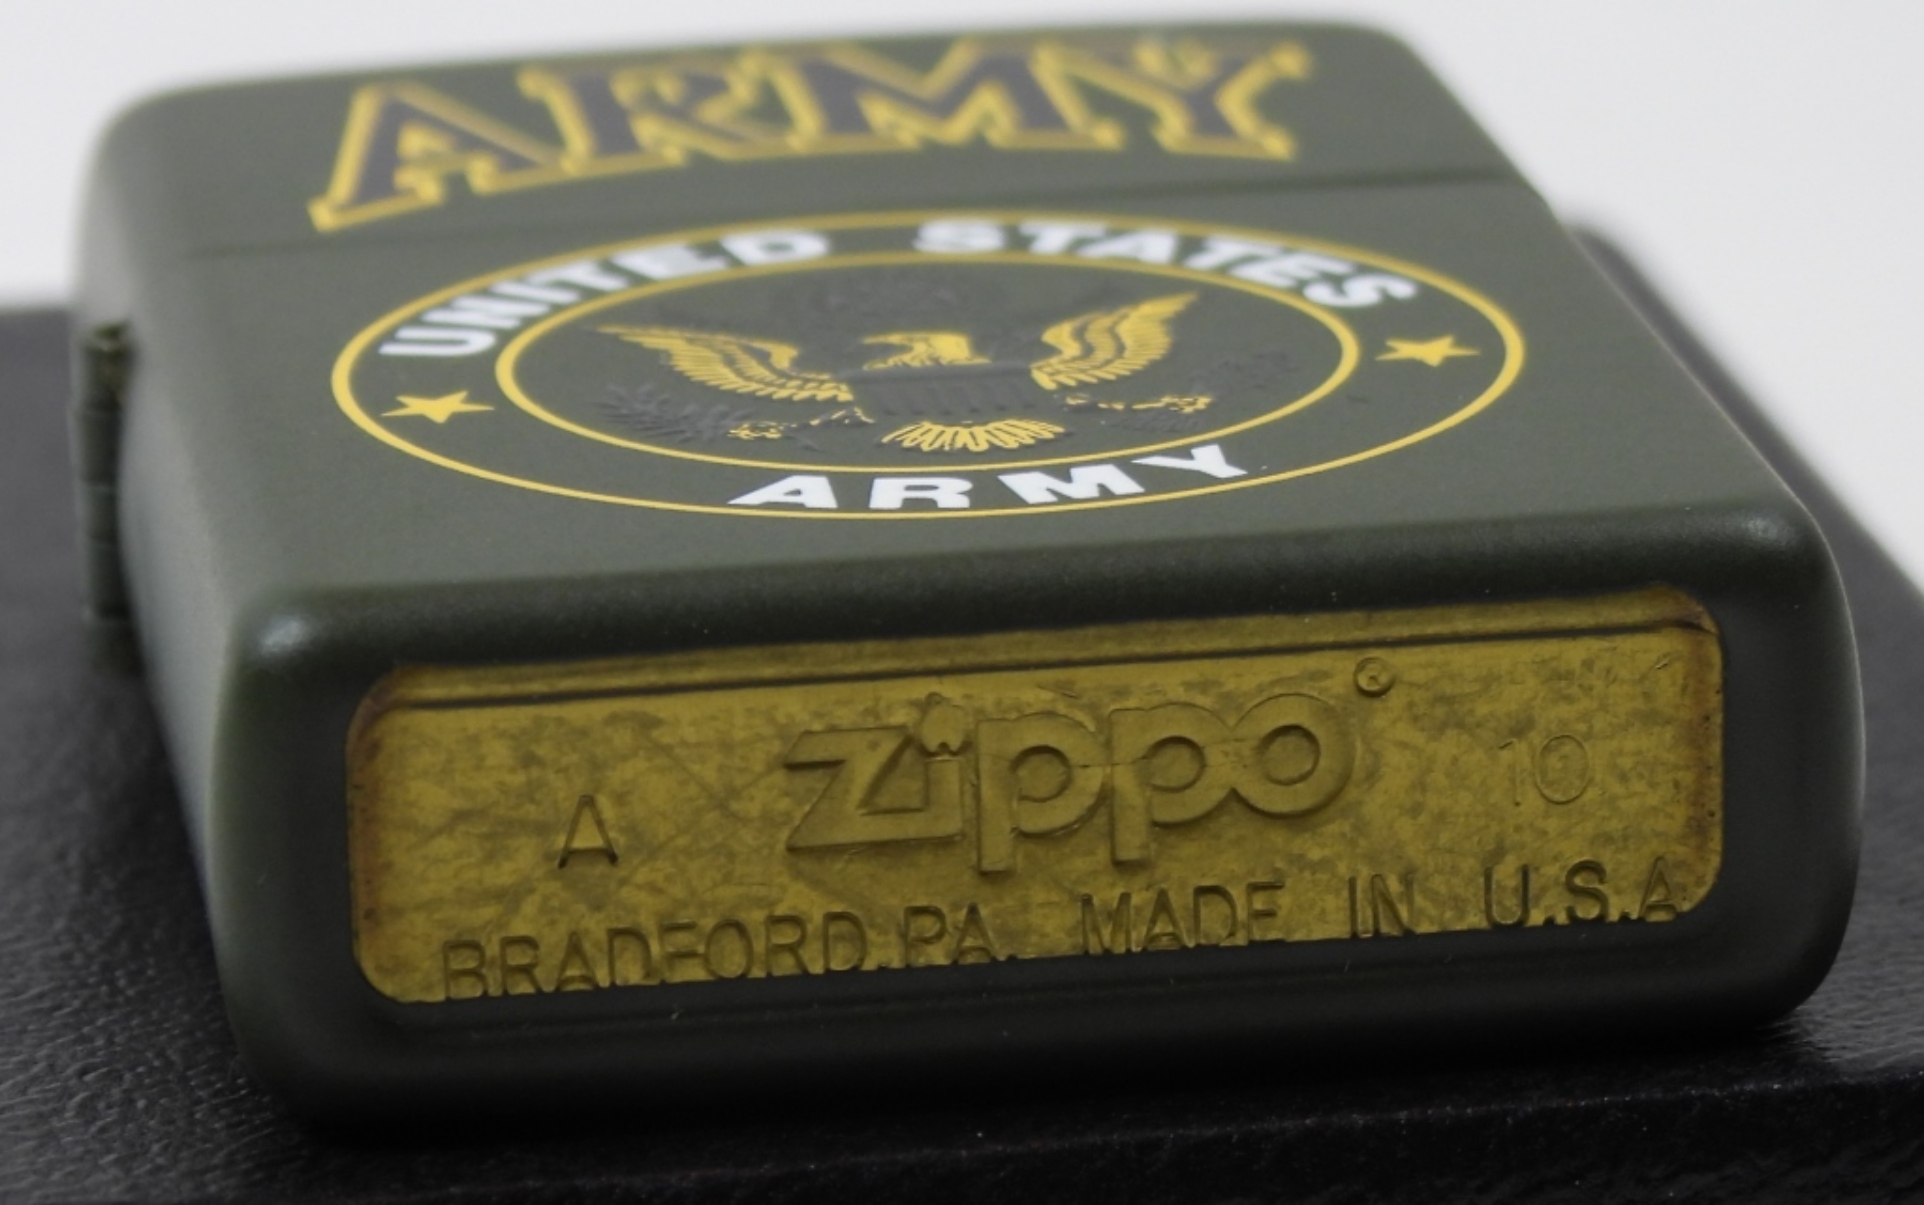 ARMY
UNITED STATES
ARMY
A zippo® 10
BRADFORD.PA. MADE IN U.S.A